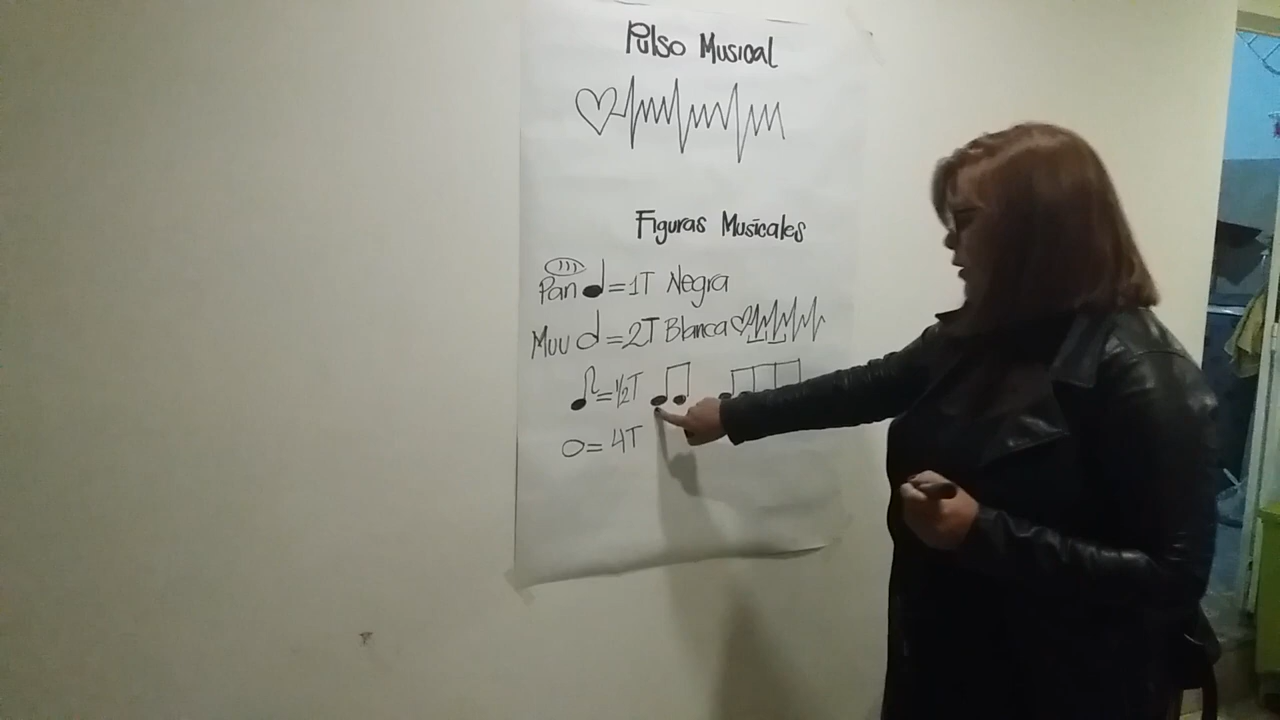 Pulso Musical
Figuras Musicales
Pan = 1T Negra
Muu = 2T Blanca
= 1/2T
O = 4T